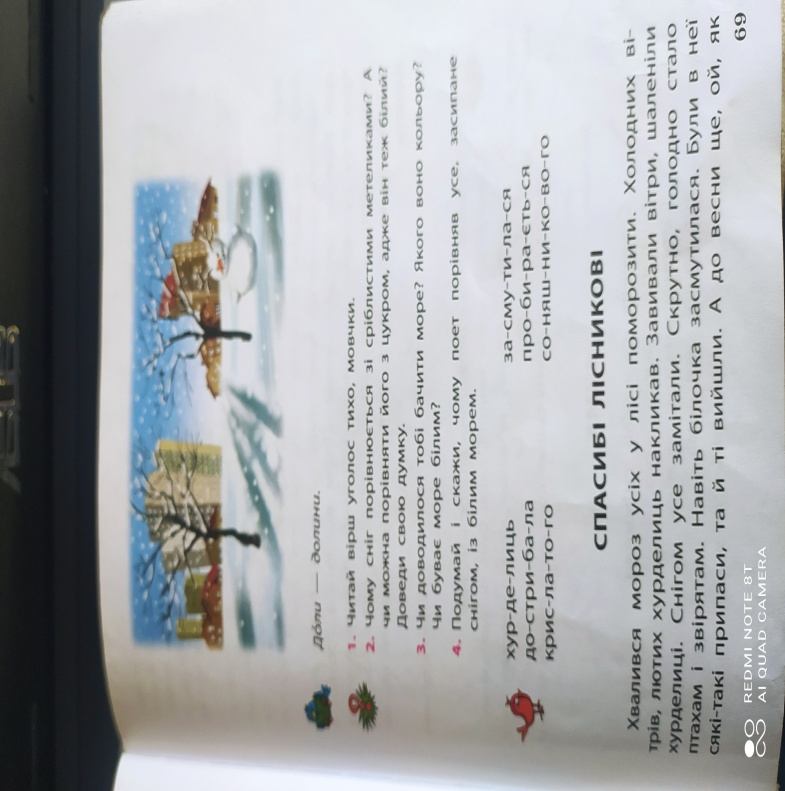 До́ли — долини.
1. Читай вірш уголос тихо, мовчки.
2. Чому сніг порівнюється зі сріблистими метеликами? А
чи можна порівняти його з цукром, адже він теж білий?
Доведи свою думку.
3. Чи доводилося тобі бачити море? Якого воно кольору?
Чи буває море білим?
4. Подумай і скажи, чому поет порівняв усе, засипане
снігом, із білим морем.
хур-де-лиць за-сму-ти-ла-ся
до-стри-ба-ла про-би-ра-єть-ся
крис-ла-то-го со-няш-ни-ко-во-го
СПАСИБІ ЛІСНИКОВІ
Хвалився мороз усіх у лісі поморозити. Холодних ві-
трів, лютих хурделиць накликав. Завивали вітри, шаленіли
хурделиці. Снігом усе замітали. Скрутно, голодно стало
птахам і звірятам. Навіть білочка засмутилася. Були в неї
сякі-такі припаси, та й ті вийшли. А до весни ще, ой, як
69
REDMI NOTE 8T
AI QUAD CAMERA